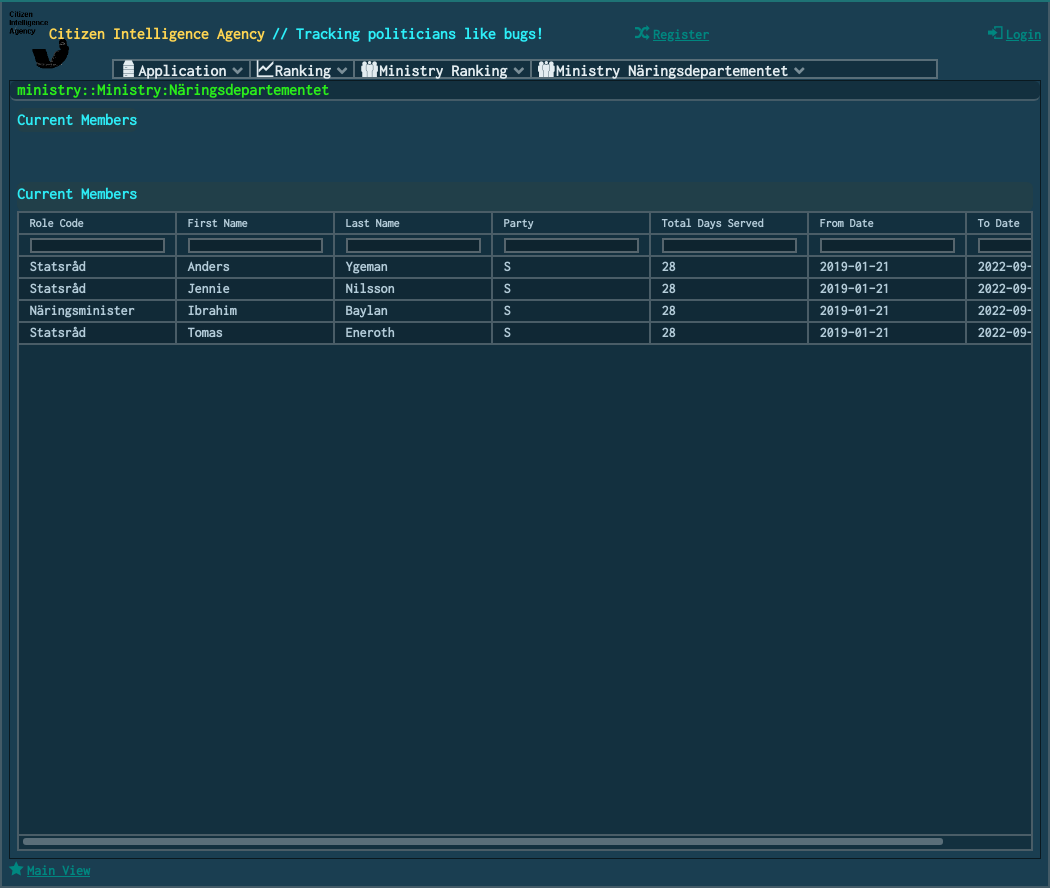 Citizen
Intelligence
Agency
Citizen Intelligence Agency // Tracking politicians like bugs!
Register
Login
Application Ranking Ministry Ranking Ministry Näringsdepartementet
ministry::Ministry:Näringsdepartementet
Current Members
Current Members
Role Code First Name Last Name Party Total Days Served From Date To Date
Statsråd Anders Ygeman S 28 2019-01-21 2022-09-
Statsråd Jennie Nilsson S 28 2019-01-21 2022-09-
Näringsminister Ibrahim Baylan S 28 2019-01-21 2022-09-
Statsråd Tomas Eneroth S 28 2019-01-21 2022-09-
Main View